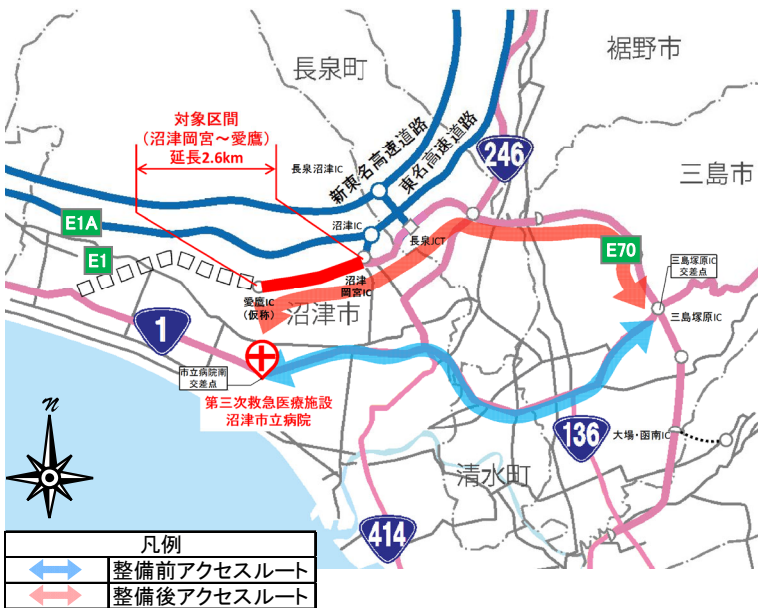 裾野市
長泉町
対象区間
（沼津岡宮～愛鷹）
延長2.6km
新東名高速道路
東名高速道路
246
長泉沼津IC
三島市
E1A
沼津IC
長泉JCT
E70
E1
三島塚原IC
交差点
沼津
岡宮IC
愛鷹IC
（仮称）
沼津市
三島塚原IC
1
市立病院南
交差点
第三次救急医療施設
沼津市立病院
N
136
大場・函南IC
清水町
414
凡例
整備前アクセスルート
整備後アクセスルート